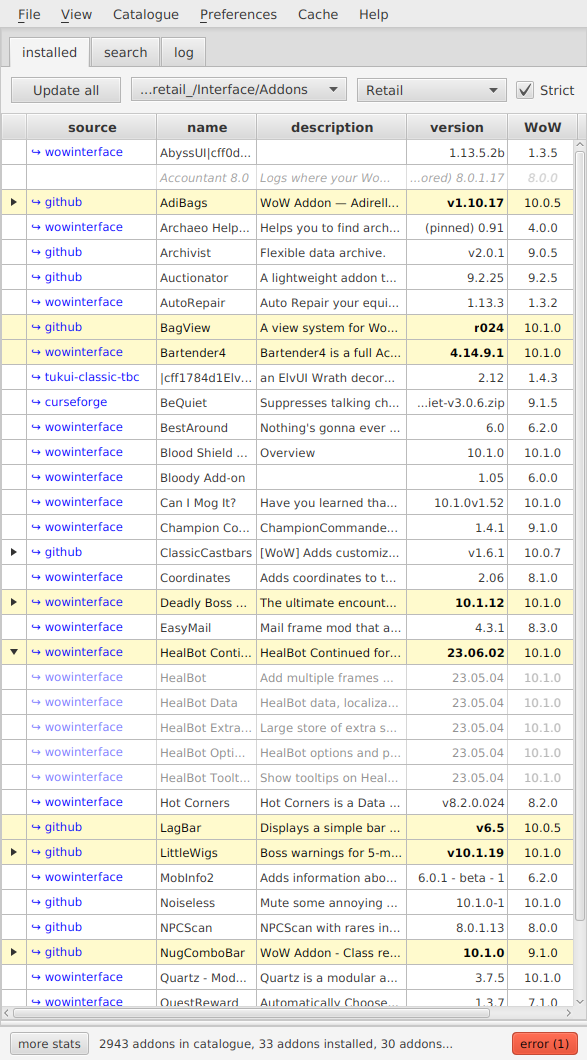 File View Catalogue Preferences Cache Help
installed search log
Update all ...retail_/Interface/Addons Retail Strict
source name description version WoW
↪ wowinterface AbyssUI|cff0d... 1.13.5.2b 1.3.5
Accountant 8.0 Logs where your Wo... ...ored) 8.0.1.17 8.0.0
↪ github AdiBags WoW Addon — Adirell... v1.10.17 10.0.5
↪ wowinterface Archaeo Help... Helps you to find arch... (pinned) 0.91 4.0.0
↪ github Archivist Flexible data archive. v2.0.1 9.0.5
↪ github Auctionator A lightweight addon t... 9.2.25 9.2.5
↪ wowinterface AutoRepair Auto Repair your equi... 1.13.3 1.3.2
↪ github BagView A view system for Wo... r024 10.1.0
↪ wowinterface Bartender4 Bartender4 is a full Ac... 4.14.9.1 10.1.0
↪ tukui-classic-tbc |cff1784d1Elv... an ElvUI Wrath decor... 2.12 1.4.3
↪ curseforge BeQuiet Suppresses talking ch... ...iet-v3.0.6.zip 9.1.5
↪ wowinterface BestAround Nothing's gonna ever ... 6.0 6.2.0
↪ wowinterface Blood Shield ... Overview 10.1.0 10.1.0
↪ wowinterface Bloody Add-on 1.05 6.0.0
↪ wowinterface Can I Mog It? Have you learned tha... 10.1.0v1.52 10.1.0
↪ wowinterface Champion Co... ChampionCommande... 1.4.1 9.1.0
↪ github ClassicCastbars [WoW] Adds customiz... v1.6.1 10.0.7
↪ wowinterface Coordinates Adds coordinates to t... 2.06 8.1.0
↪ wowinterface Deadly Boss ... The ultimate encount... 10.1.12 10.1.0
↪ wowinterface EasyMail Mail frame mod that a... 4.3.1 8.3.0
↪ wowinterface HealBot Conti... HealBot Continued for... 23.06.02 10.1.0
↪ wowinterface HealBot Add multiple frames ... 23.05.04 10.1.0
↪ wowinterface HealBot Data HealBot data, localiza... 23.05.04 10.1.0
↪ wowinterface HealBot Extra... Large store of extra s... 23.05.04 10.1.0
↪ wowinterface HealBot Opti... HealBot options and p... 23.05.04 10.1.0
↪ wowinterface HealBot Toolt... Show tooltips on Heal... 23.05.04 10.1.0
↪ wowinterface Hot Corners Hot Corners is a Data ... v8.2.0.024 8.2.0
↪ github LagBar Displays a simple bar ... v6.5 10.0.5
↪ github LittleWigs Boss warnings for 5-m... v10.1.19 10.1.0
↪ wowinterface MobInfo2 Adds information abo... 6.0.1 - beta - 1 6.2.0
↪ github Noiseless Mute some annoying ... 10.1.0-1 10.1.0
↪ github NPCScan NPCScan with rares in... 8.0.1.13 8.0.0
↪ github NugComboBar WoW Addon - Class re... 10.1.0 9.1.0
↪ wowinterface Quartz - Mod... Quartz is a modular a... 3.7.5 10.1.0
↪ wowinterface QuestReward Automatically Choose... 1.3.7 7.1.0
more stats 2943 addons in catalogue, 33 addons installed, 30 addons... error (1)